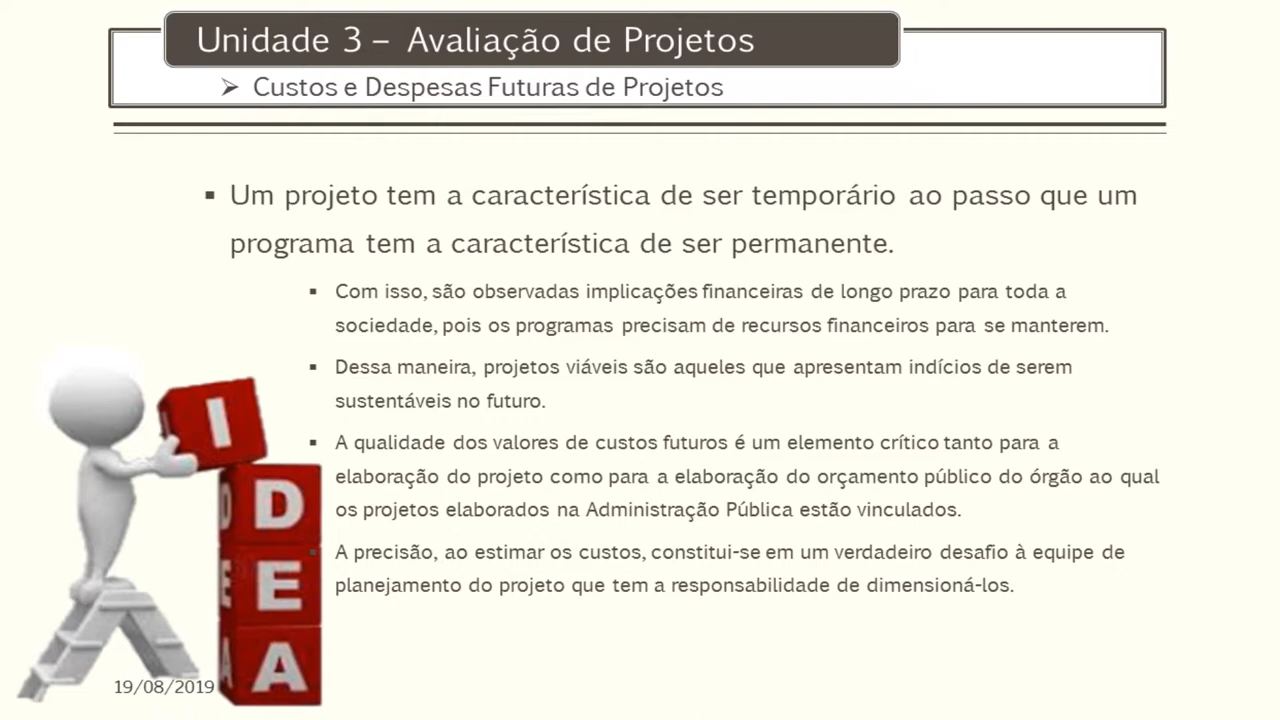 Unidade 3 – Avaliação de Projetos
➢ Custos e Despesas Futuras de Projetos
▪ Um projeto tem a característica de ser temporário ao passo que um
programa tem a característica de ser permanente.
▪ Com isso, são observadas implicações financeiras de longo prazo para toda a
sociedade, pois os programas precisam de recursos financeiros para se manterem.
▪ Dessa maneira, projetos viáveis são aqueles que apresentam indícios de serem
sustentáveis no futuro.
▪ A qualidade dos valores de custos futuros é um elemento crítico tanto para a
elaboração do projeto como para a elaboração do orçamento público do órgão ao qual
os projetos elaborados na Administração Pública estão vinculados.
▪ A precisão, ao estimar os custos, constitui-se em um verdadeiro desafio à equipe de
planejamento do projeto que tem a responsabilidade de dimensioná-los.
I
D D
E E
A A
19/08/2019